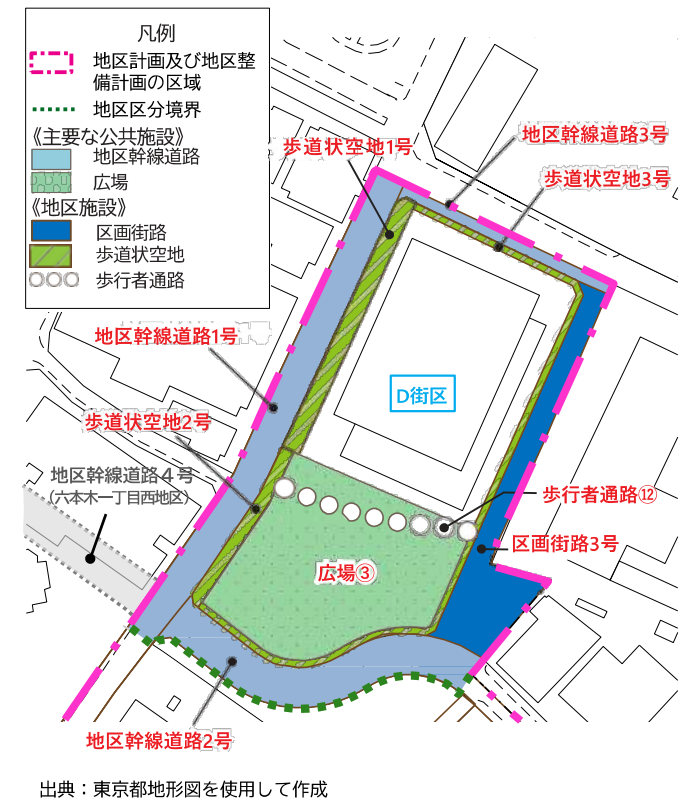 凡例
地区計画及び地区整
備計画の区域
地区区分境界
《主要な公共施設》
地区幹線道路
広場
《地区施設》
区画街路
歩道状空地
歩行者通路
地区幹線道路3号
歩道状空地1号
歩道状空地3号
地区幹線道路1号
D街区
歩道状空地2号
地区幹線道路４号
（六本木一丁目西地区）
歩行者通路⑫
区画街路3号
広場③
地区幹線道路2号
出典：東京都地形図を使用して作成